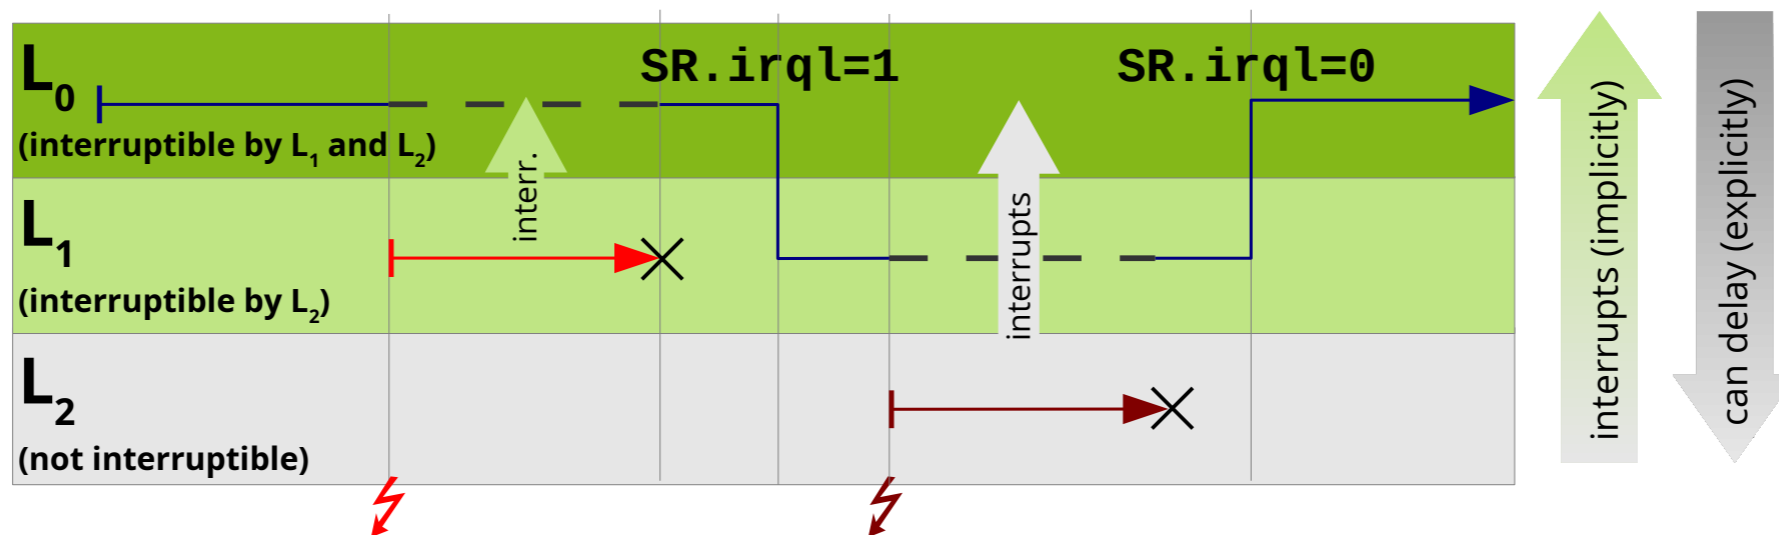 L0
SR.irql=1
SR.irql=0
(interruptible by L1 and L2)
interr.
L1
(interruptible by L2)
interrupts
L2
(not interruptible)
interrupts (implicitly)
can delay (explicitly)